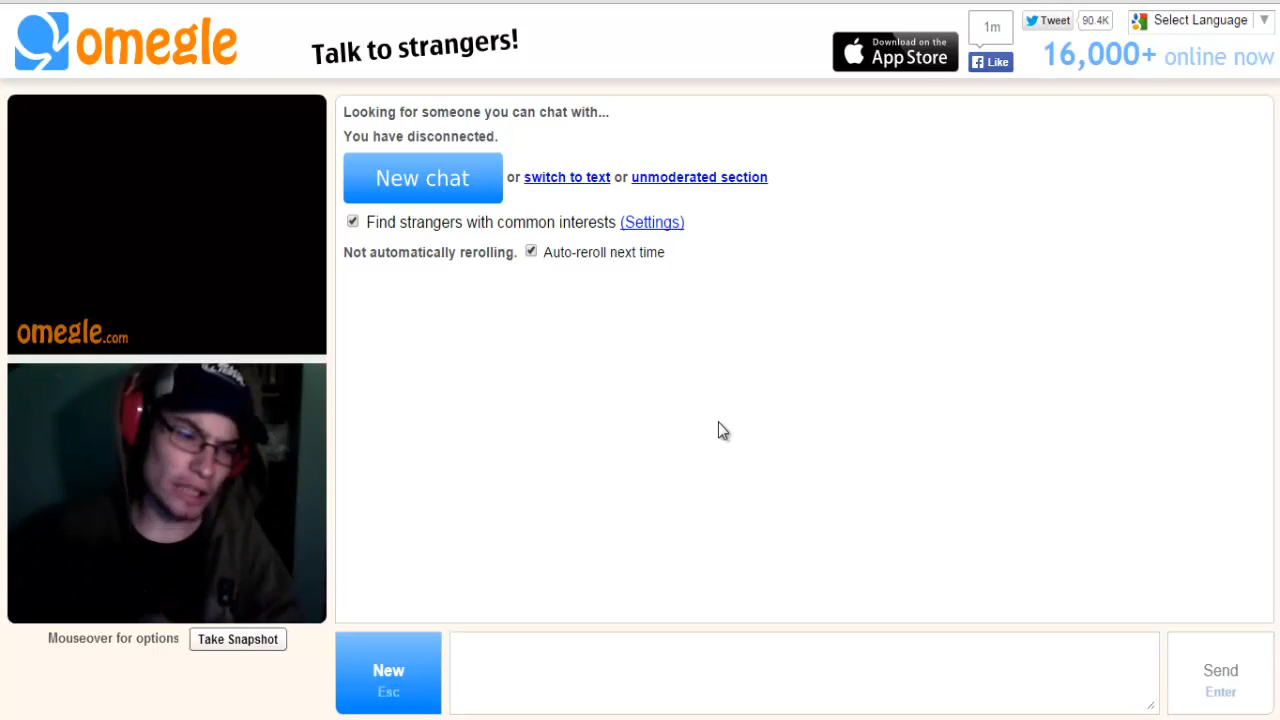 omegle
Talk to strangers!
Download on the
App Store
1m
Like
Tweet
90.4K
Select Language
16,000+ online now
omegle.com
Looking for someone you can chat with...
You have disconnected.
New chat or switch to text or unmoderated section
Find strangers with common interests (Settings)
Not automatically rerolling. Auto-reroll next time
Mouseover for options
Take Snapshot
New
Esc
Send
Enter